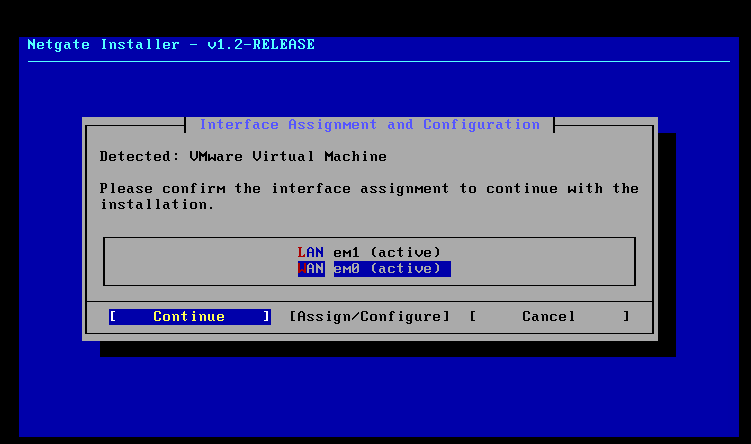 Netgate Installer - v1.2-RELEASE
Interface Assignment and Configuration
Detected: VMware Virtual Machine
Please confirm the interface assignment to continue with the
installation.
LAN em1 (active)
WAN em0 (active)
[ Continue ] [Assign/Configure] [ Cancel ]